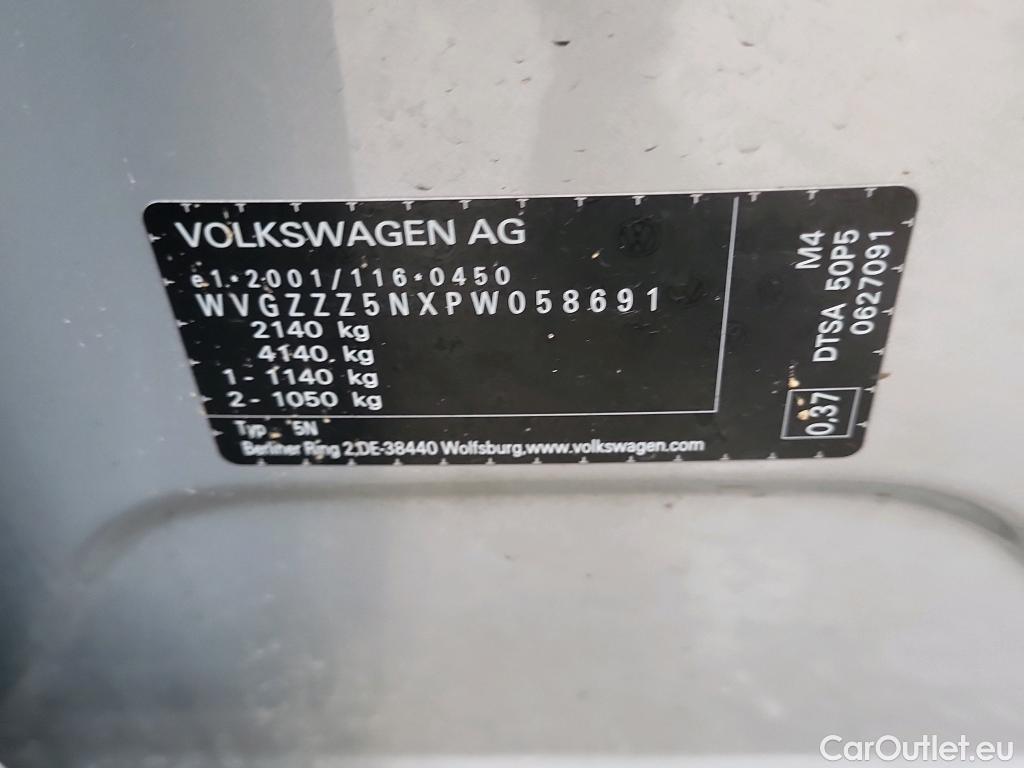 VOLKSWAGEN AG
e1*2001/116*0450
WVGZZZ5NXPW058691
2140 kg
4140 kg
1 - 1140 kg
2 - 1050 kg
Typ 5N
Berliner Ring 2,DE-38440 Wolfsburg,www.volkswagen.com
M4
DTSA 50P5
0627091
0,37
CarOutlet.eu